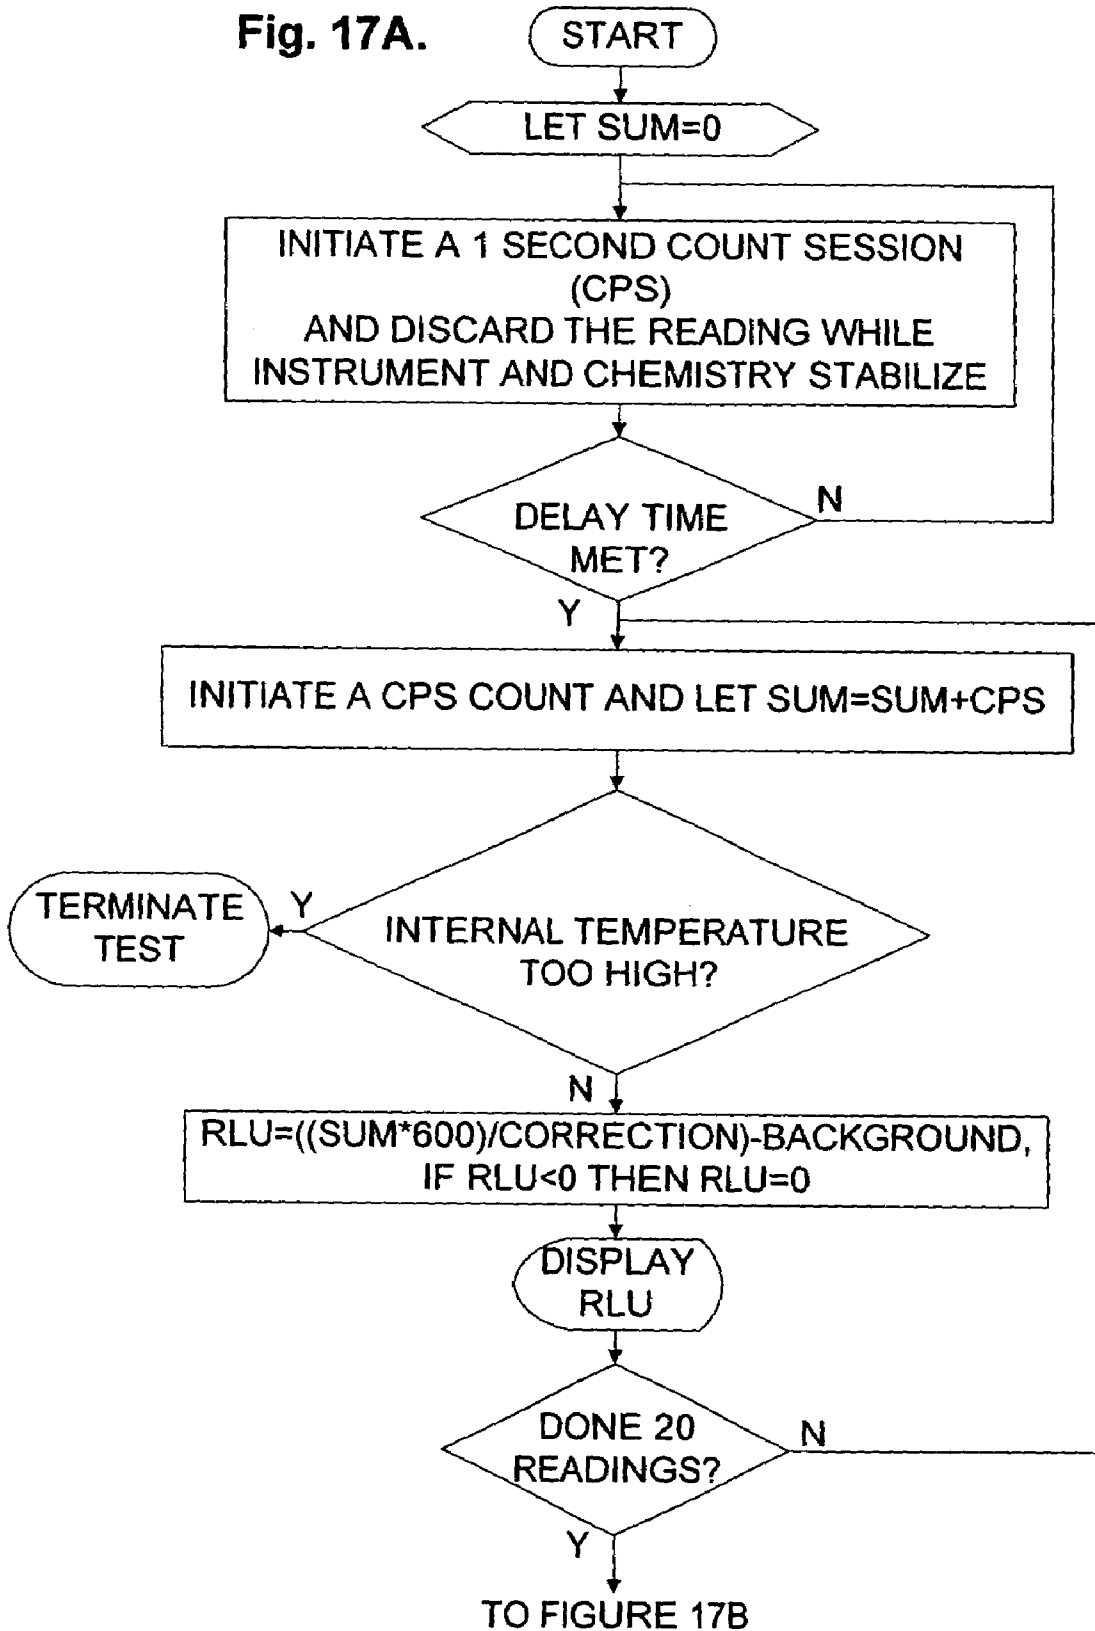 Fig. 17A.
START
LET SUM=0
INITIATE A 1 SECOND COUNT SESSION
(CPS)
AND DISCARD THE READING WHILE
INSTRUMENT AND CHEMISTRY STABILIZE
DELAY TIME
MET?
N
Y
INITIATE A CPS COUNT AND LET SUM=SUM+CPS
TERMINATE
TEST
Y
INTERNAL TEMPERATURE
TOO HIGH?
N
RLU=((SUM*600)/CORRECTION)-BACKGROUND,
IF RLU<0 THEN RLU=0
DISPLAY
RLU
DONE 20
READINGS?
N
Y
TO FIGURE 17B